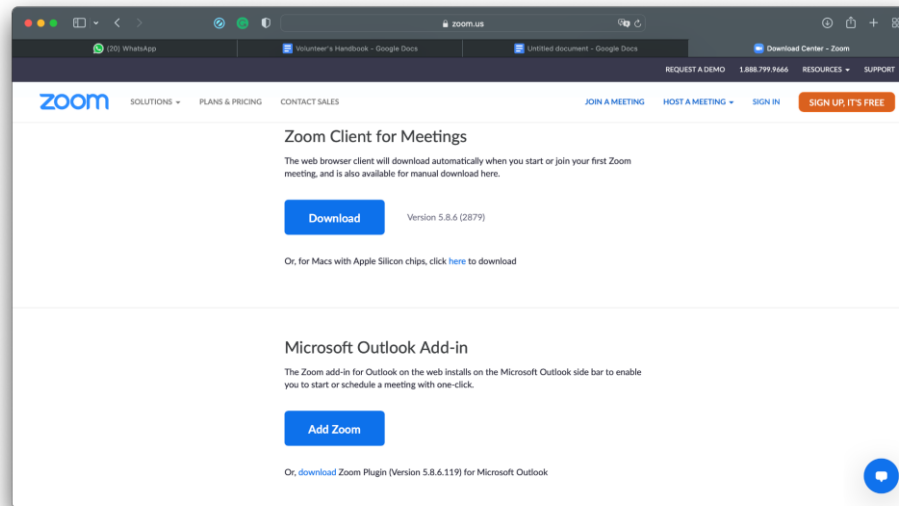 zoom.us
(20) WhatsApp
Volunteer's Handbook - Google Docs
Untitled document - Google Docs
Download Center - Zoom
REQUEST A DEMO
1.888.799.9666
RESOURCES
SUPPORT
zoom
SOLUTIONS
PLANS & PRICING
CONTACT SALES
JOIN A MEETING
HOST A MEETING
SIGN IN
SIGN UP, IT'S FREE
Zoom Client for Meetings
The web browser client will download automatically when you start or join your first Zoom
meeting, and is also available for manual download here.
Download
Version 5.8.6 (2879)
Or, for Macs with Apple Silicon chips, click here to download
Microsoft Outlook Add-in
The Zoom add-in for Outlook on the web installs on the Microsoft Outlook side bar to enable
you to start or schedule a meeting with one-click.
Add Zoom
Or, download Zoom Plugin (Version 5.8.6.119) for Microsoft Outlook